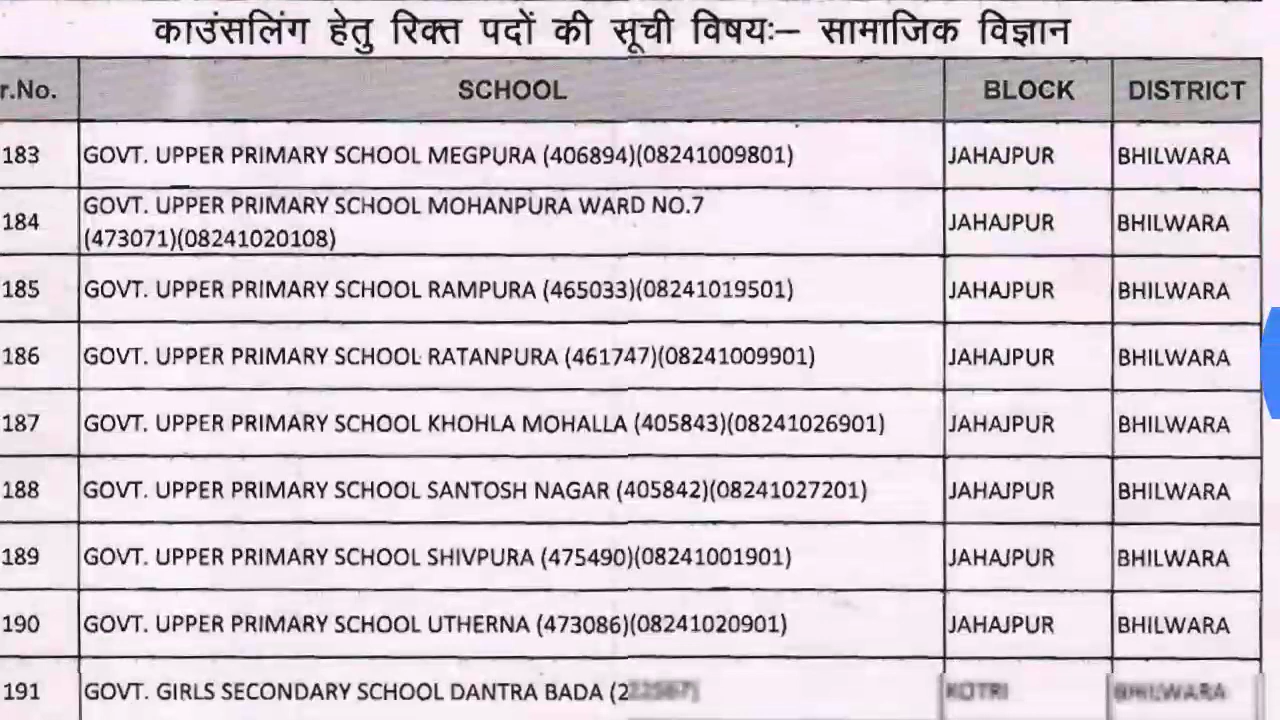 काउंसलिंग हेतु रिक्त पदों की सूची विषयः– सामाजिक विज्ञान
r.No. SCHOOL BLOCK DISTRICT
183 GOVT. UPPER PRIMARY SCHOOL MEGPURA (406894)(08241009801) JAHAJPUR BHILWARA
184 GOVT. UPPER PRIMARY SCHOOL MOHANPURA WARD NO.7 JAHAJPUR BHILWARA
(473071)(08241020108)
185 GOVT. UPPER PRIMARY SCHOOL RAMPURA (465033)(08241019501) JAHAJPUR BHILWARA
186 GOVT. UPPER PRIMARY SCHOOL RATANPURA (461747)(08241009901) JAHAJPUR BHILWARA
187 GOVT. UPPER PRIMARY SCHOOL KHOHLA MOHALLA (405843)(08241026901) JAHAJPUR BHILWARA
188 GOVT. UPPER PRIMARY SCHOOL SANTOSH NAGAR (405842)(08241027201) JAHAJPUR BHILWARA
189 GOVT. UPPER PRIMARY SCHOOL SHIVPURA (475490)(08241001901) JAHAJPUR BHILWARA
190 GOVT. UPPER PRIMARY SCHOOL UTHERNA (473086)(08241020901) JAHAJPUR BHILWARA
191 GOVT. GIRLS SECONDARY SCHOOL DANTRA BADA KOTRI BHILWARA